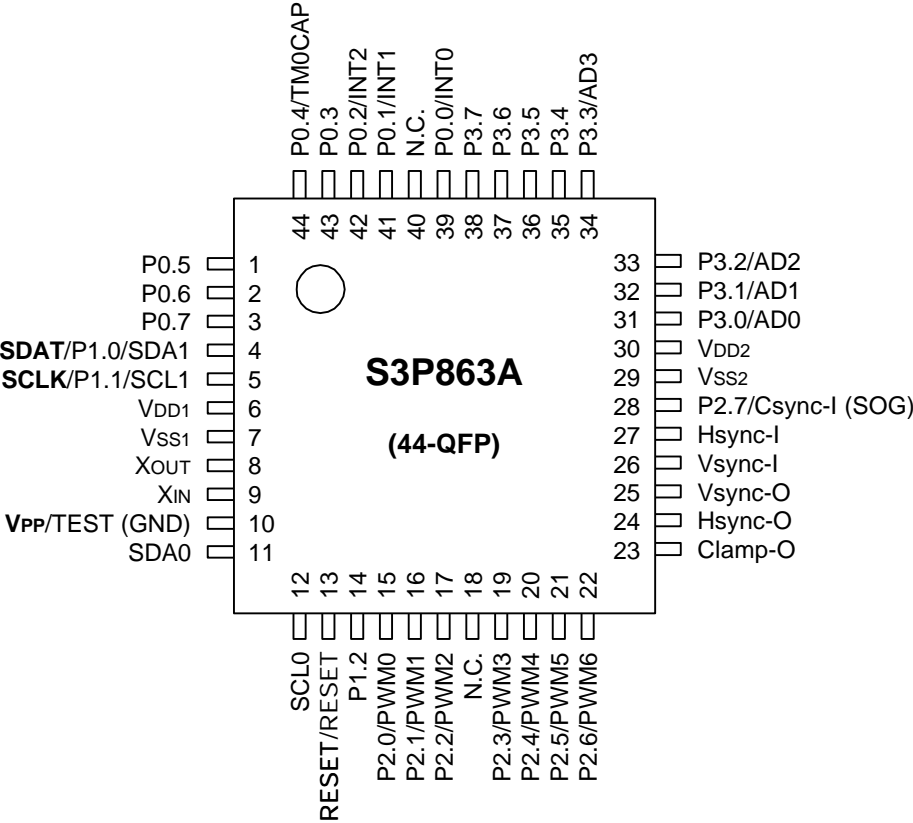 P0.4/TM0CAP
P0.3
P0.2/INT2
P0.1/INT1
N.C.
P0.0/INT0
P3.7
P3.6
P3.5
P3.4
P3.3/AD3
44
43
42
41
40
39
38
37
36
35
34
P0.5 1
P0.6 2
P0.7 3
SDAT/P1.0/SDA1 4
SCLK/P1.1/SCL1 5
VDD1 6
VSS1 7
XOUT 8
XIN 9
VPP/TEST (GND) 10
SDA0 11
S3P863A
(44-QFP)
33 P3.2/AD2
32 P3.1/AD1
31 P3.0/AD0
30 VDD2
29 VSS2
28 P2.7/Csync-I (SOG)
27 Hsync-I
26 Vsync-I
25 Vsync-O
24 Hsync-O
23 Clamp-O
12
13
14
15
16
17
18
19
20
21
22
SCL0
RESET/RESET
P1.2
P2.0/PWM0
P2.1/PWM1
P2.2/PWM2
N.C.
P2.3/PWM3
P2.4/PWM4
P2.5/PWM5
P2.6/PWM6